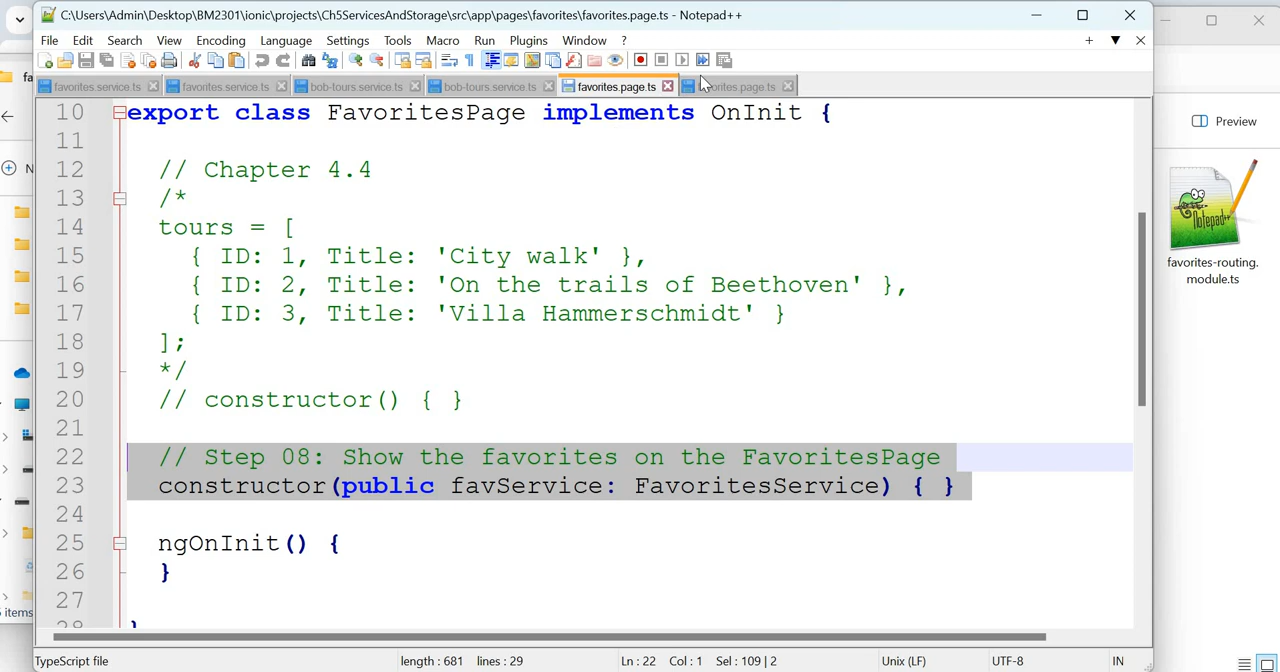 C:\Users\Admin\Desktop\BM2301\ionic\projects\Ch5ServicesAndStorage\src\app\pages\favorites\favorites.page.ts - Notepad++
File Edit Search View Encoding Language Settings Tools Macro Run Plugins Window ?
favorites.service.ts favorites.service.ts bob-tours.service.ts bob-tours.service.ts favorites.page.ts favorites.page.ts
10 export class FavoritesPage implements OnInit {
11
12 // Chapter 4.4
13 /*
14 tours = [
15 { ID: 1, Title: 'City walk' },
16 { ID: 2, Title: 'On the trails of Beethoven' },
17 { ID: 3, Title: 'Villa Hammerschmidt' }
18 ];
19 */
20 // constructor() { }
21
22 // Step 08: Show the favorites on the FavoritesPage
23 constructor(public favService: FavoritesService) { }
24
25 ngOnInit() {
26 }
27
28 }
TypeScript file length : 681 lines : 29 Ln : 22 Col : 1 Sel : 109 | 2 Unix (LF) UTF-8 IN
fa
N
items
Preview
Notepad++
favorites-routing.
module.ts